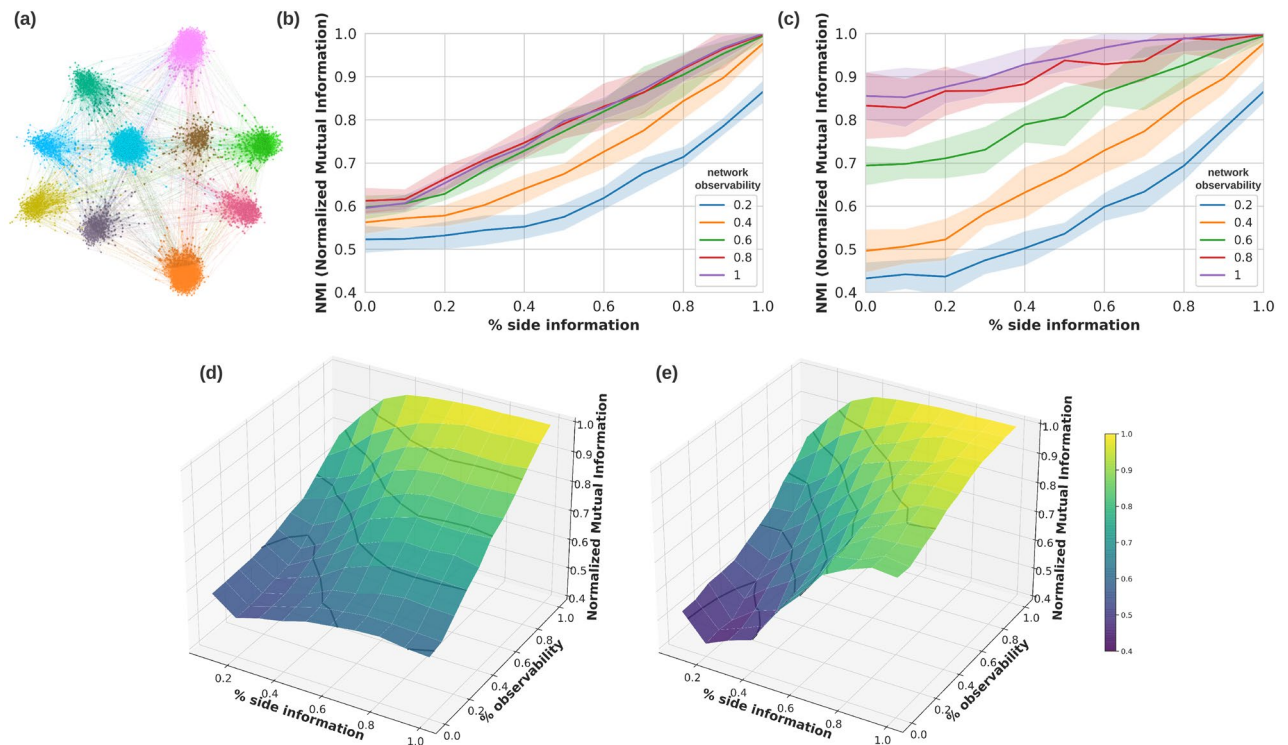 (a)
(b)
NMI (Normalized Mutual Information)
1.0
0.9
0.8
0.7
0.6
0.5
0.4
0.0 0.2 0.4 0.6 0.8 1.0
% side information
network
observability
0.2
0.4
0.6
0.8
1
(c)
NMI (Normalized Mutual Information)
1.0
0.9
0.8
0.7
0.6
0.5
0.4
0.0 0.2 0.4 0.6 0.8 1.0
% side information
network
observability
0.2
0.4
0.6
0.8
1
(d)
Normalized Mutual Information
1.0
0.9
0.8
0.7
0.6
0.5
0.4
0.2 0.4 0.6 0.8 1.0
% side information
0.0 0.2 0.4 0.6 0.8 1.0
% observability
(e)
Normalized Mutual Information
1.0
0.9
0.8
0.7
0.6
0.5
0.4
0.2 0.4 0.6 0.8 1.0
% side information
0.0 0.2 0.4 0.6 0.8 1.0
% observability
1.0
0.9
0.8
0.7
0.6
0.5
0.4